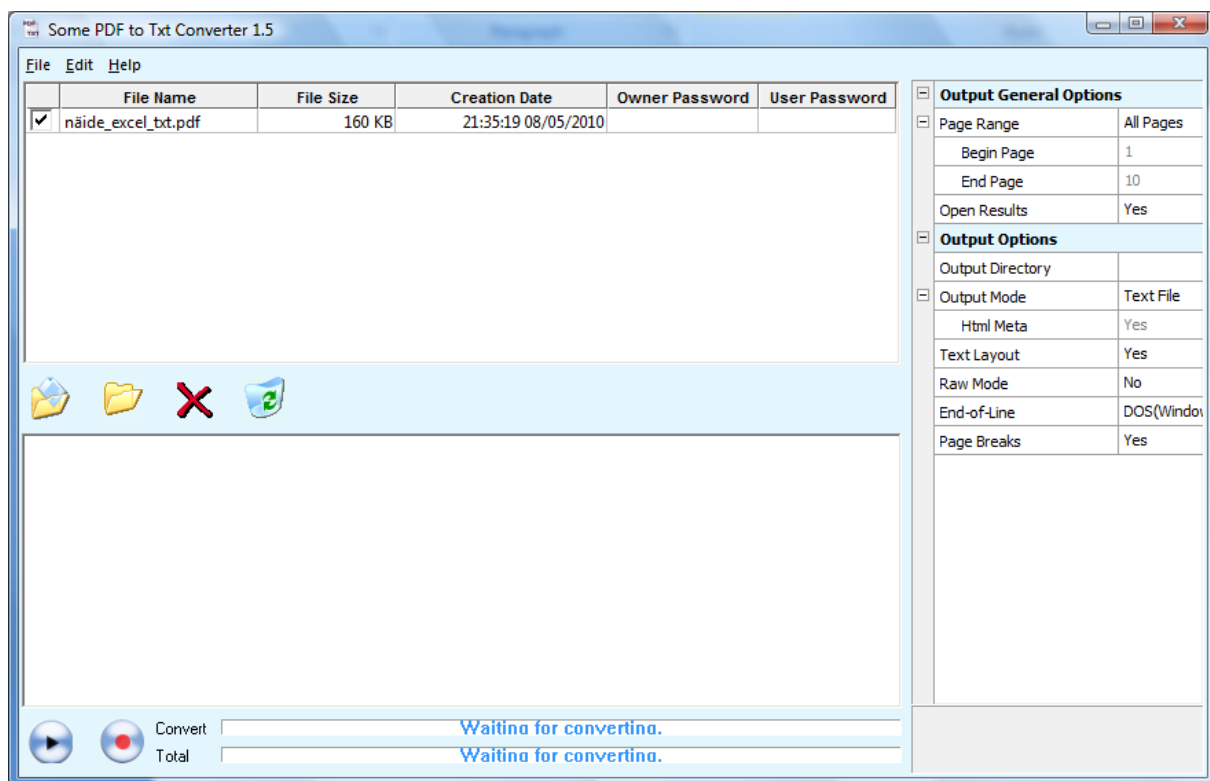 Some PDF to Txt Converter 1.5
File Edit Help
File Name File Size Creation Date Owner Password User Password
näide_excel_txt.pdf 160 KB 21:35:19 08/05/2010
Output General Options
Page Range All Pages
Begin Page 1
End Page 10
Open Results Yes
Output Options
Output Directory
Output Mode Text File
Html Meta Yes
Text Layout Yes
Raw Mode No
End-of-Line DOS(Window
Page Breaks Yes
Convert Waiting for converting.
Total Waiting for converting.